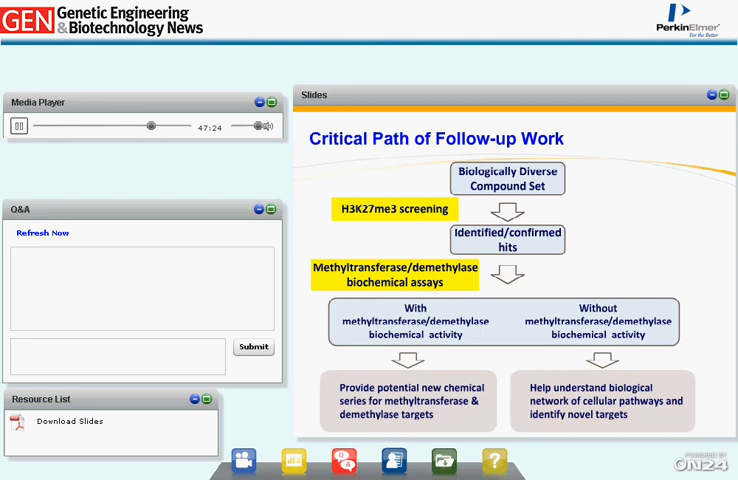 GEN Genetic Engineering
& Biotechnology News
PerkinElmer
For the Better
Media Player
47:24
Q&A
Refresh Now
Submit
Resource List
Download Slides
Slides
Critical Path of Follow-up Work
Biologically Diverse
Compound Set
H3K27me3 screening
Identified/confirmed
hits
Methyltransferase/demethylase
biochemical assays
With
methyltransferase/demethylase
biochemical activity
Without
methyltransferase/demethylase
biochemical activity
Provide potential new chemical
series for methyltransferase &
demethylase targets
Help understand biological
network of cellular pathways and
identify novel targets
Q
A
?
POWERED BY
ON24